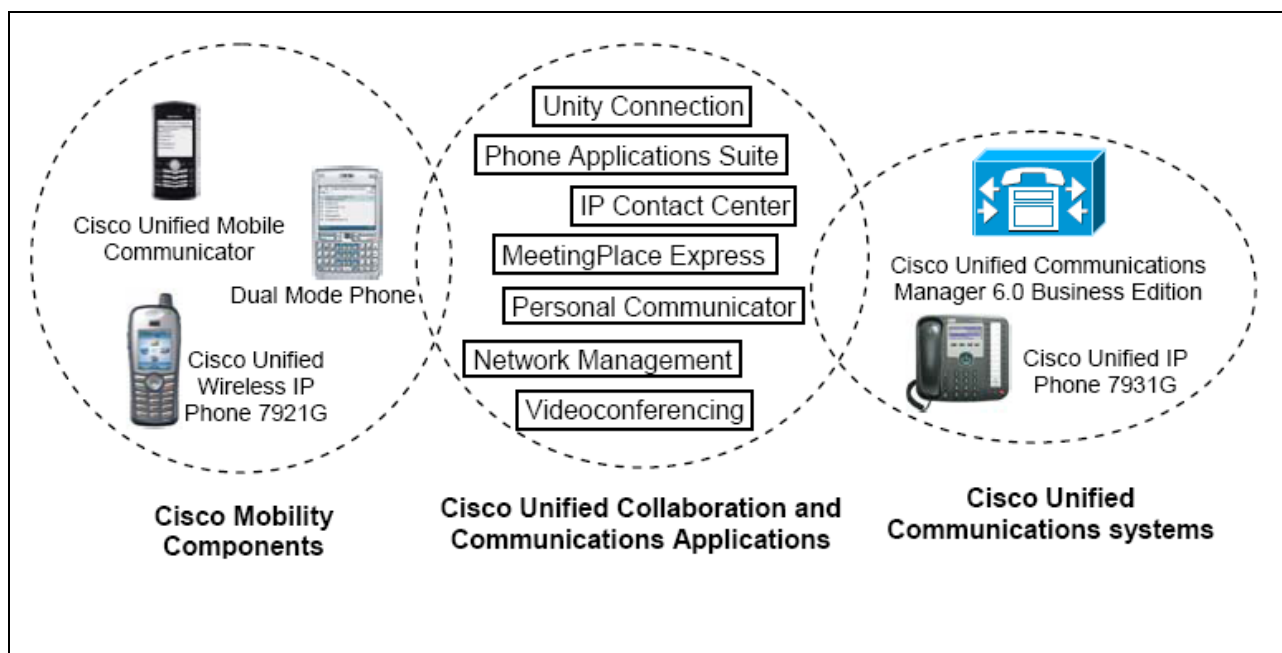 Cisco Unified Mobile
Communicator
Dual Mode Phone
Cisco Unified
Wireless IP
Phone 7921G
Cisco Mobility
Components
Unity Connection
Phone Applications Suite
IP Contact Center
MeetingPlace Express
Personal Communicator
Network Management
Videoconferencing
Cisco Unified Collaboration and
Communications Applications
Cisco Unified Communications
Manager 6.0 Business Edition
Cisco Unified IP
Phone 7931G
Cisco Unified
Communications systems